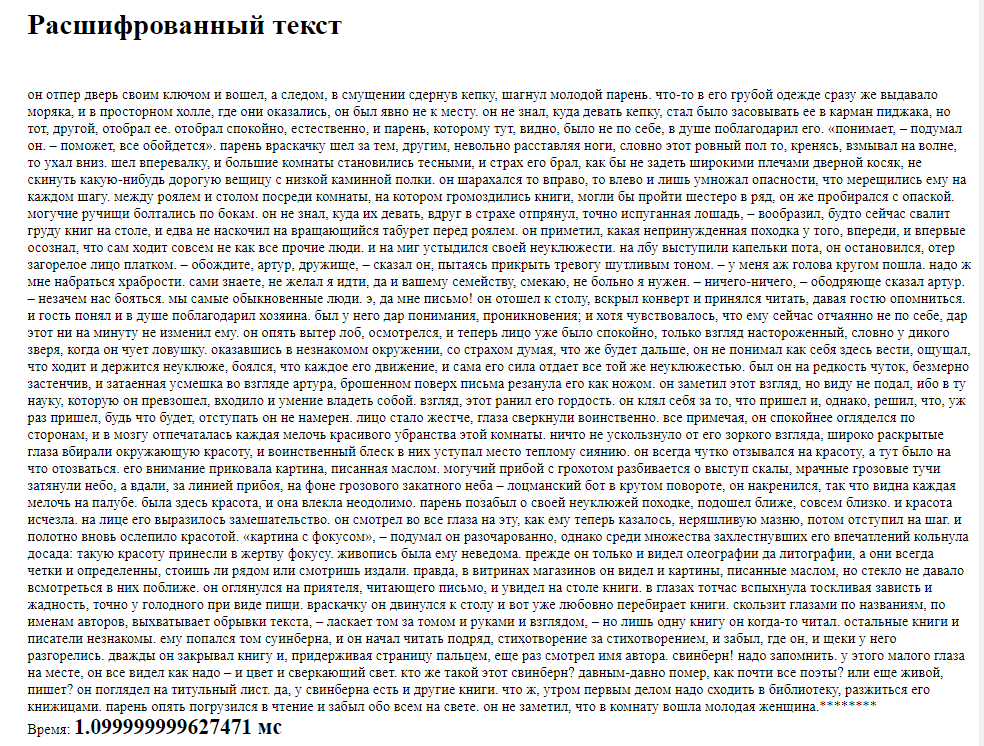 Расшифрованный текст
он отпер дверь своим ключом и вошел, а следом, в смущении сдернув кепку, шагнул молодой парень. что-то в его грубой одежде сразу же выдавало
моряка, и в просторном холле, где они оказались, он был явно не к месту. он не знал, куда девать кепку, стал было засовывать ее в карман пиджака, но
тот, другой, отобрал ее. отобрал спокойно, естественно, и парень, которому тут, видно, было не по себе, в душе поблагодарил его. «понимает, – подумал
он. – поможет, все обойдется». парень враскачку шел за тем, другим, невольно расставляя ноги, словно этот ровный пол то, кренясь, взмывал на волне,
то ухал вниз. шел вперевалку, и большие комнаты становились тесными, и страх его брал, как бы не задеть широкими плечами дверной косяк, не
скинуть какую-нибудь дорогую вещицу с низкой каминной полки. он шарахался то вправо, то влево и лишь умножал опасности, что мерещились ему на
каждом шагу. между роялем и столом посреди комнаты, на котором громоздились книги, могли бы пройти шестеро в ряд, он же пробирался с опаской.
могучие ручищи болтались по бокам. он не знал, куда их девать, вдруг в страхе отпрянул, точно испуганная лошадь, – вообразил, будто сейчас свалит
груду книг на столе, и едва не наскочил на вращающийся табурет перед роялем. он приметил, какая непринужденная походка у того, впереди, и впервые
осознал, что сам ходит совсем не как все прочие люди. и на миг устыдился своей неуклюжести. на лбу выступили капельки пота, он остановился, отер
загорелое лицо платком. – обождите, артур, дружище, – сказал он, пытаясь прикрыть тревогу шутливым тоном. – у меня аж голова кругом пошла. надо ж
мне набраться храбрости. сами знаете, не желал я идти, да и вашему семейству, смекаю, не больно я нужен. – ничего-ничего, – ободряюще сказал артур.
– незачем нас бояться. мы самые обыкновенные люди. э, да мне письмо! он отошел к столу, вскрыл конверт и принялся читать, давая гостю опомниться.
и гость понял и в душе поблагодарил хозяина. был у него дар понимания, проникновения; и хотя чувствовалось, что ему сейчас отчаянно не по себе, дар
этот ни на минуту не изменил ему. он опять вытер лоб, осмотрелся, и теперь лицо уже было спокойно, только взгляд настороженный, словно у дикого
зверя, когда он чует ловушку. оказавшись в незнакомом окружении, со страхом думая, что же будет дальше, он не понимал как себя здесь вести, ощущал,
что ходит и держится неуклюже, боялся, что каждое его движение, и сама его сила отдает все той же неуклюжестью. был он на редкость чуток, безмерно
застенчив, и затаенная усмешка во взгляде артура, брошенном поверх письма резанула его как ножом. он заметил этот взгляд, но виду не подал, ибо в ту
науку, которую он превзошел, входило и умение владеть собой. взгляд, этот ранил его гордость. он клял себя за то, что пришел и, однако, решил, что, уж
раз пришел, будь что будет, отступать он не намерен. лицо стало жестче, глаза сверкнули воинственно. все примечая, он спокойнее огляделся по
сторонам, и в мозгу отпечаталась каждая мелочь красивого убранства этой комнаты. ничто не ускользнуло от его зоркого взгляда, широко раскрытые
глаза вбирали окружающую красоту, и воинственный блеск в них уступал место теплому сиянию. он всегда чутко отзывался на красоту, а тут было на
что отозваться. его внимание приковала картина, писанная маслом. могучий прибой с грохотом разбивается о выступ скалы, мрачные грозовые тучи
затянули небо, а вдали, за линией прибоя, на фоне грозового закатного неба – лоцманский бот в крутом повороте, он накренился, так что видна каждая
мелочь на палубе. была здесь красота, и она влекла неодолимо. парень позабыл о своей неуклюжей походке, подошел ближе, совсем близко. и красота
исчезла. на лице его выразилось замешательство. он смотрел во все глаза на эту, как ему теперь казалось, неряшливую мазню, потом отступил на шаг. и
полотно вновь ослепило красотой. «картина с фокусом», – подумал он разочарованно, однако среди множества захлестнувших его впечатлений кольнула
досада: такую красоту принесли в жертву фокусу. живопись была ему неведома. прежде он только и видел олеографии да литографии, а они всегда
четки и определенны, стоишь ли рядом или смотришь издали. правда, в витринах магазинов он видел и картины, писанные маслом, но стекло не давало
всмотреться в них поближе. он оглянулся на приятеля, читающего письмо, и увидел на столе книги. в глазах тотчас вспыхнула тоскливая зависть и
жадность, точно у голодного при виде пищи. враскачку он двинулся к столу и вот уже любовно перебирает книги. скользит глазами по названиям, по
именам авторов, выхватывает обрывки текста, – ласкает том за томом и руками и взглядом, – но лишь одну книгу он когда-то читал. остальные книги и
писатели незнакомы. ему попался том суинберна, и он начал читать подряд, стихотворение за стихотворением, и забыл, где он, и щеки у него
разгорелись. дважды он закрывал книгу и, придерживая страницу пальцем, еще раз смотрел имя автора. свинберн! надо запомнить. у этого малого глаза
на месте, он все видел как надо – и цвет и сверкающий свет. кто же такой этот свинберн? давным-давно помер, как почти все поэты? или еще живой,
пишет? он поглядел на титульный лист. да, у свинберна есть и другие книги. что ж, утром первым делом надо сходить в библиотеку, разжиться его
книжицами. парень опять погрузился в чтение и забыл обо всем на свете. он не заметил, что в комнату вошла молодая женщина.********
Время: 1.099999999627471 мс